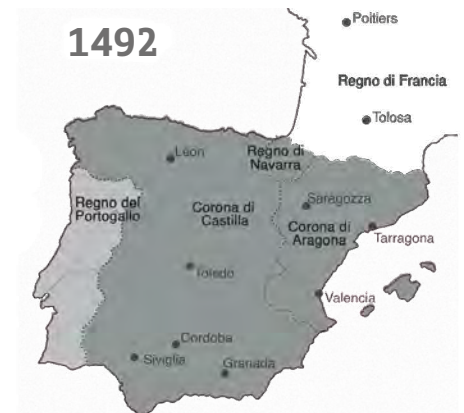 1492
Poitiers
Regno di Francia
Tolosa
Regno di
Navarra
León
Regno del
Portogallo
Corona di
Castilla
Saragozza
Corona di
Aragona
Tarragona
Toledo
Valencia
Cordoba
Siviglia
Granada